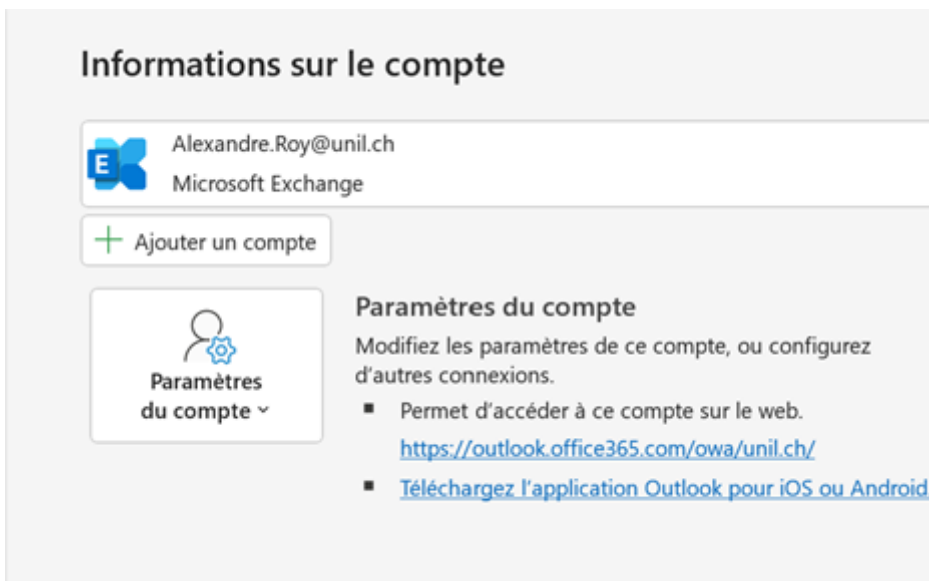 Informations sur le compte
Alexandre.Roy@unil.ch
E
Microsoft Exchange
Ajouter un compte
Paramètres
du compte
Paramètres du compte
Modifiez les paramètres de ce compte, ou configurez
d'autres connexions.
Permet d'accéder à ce compte sur le web.
https://outlook.office365.com/owa/unil.ch/
Téléchargez l'application Outlook pour iOS ou Android.